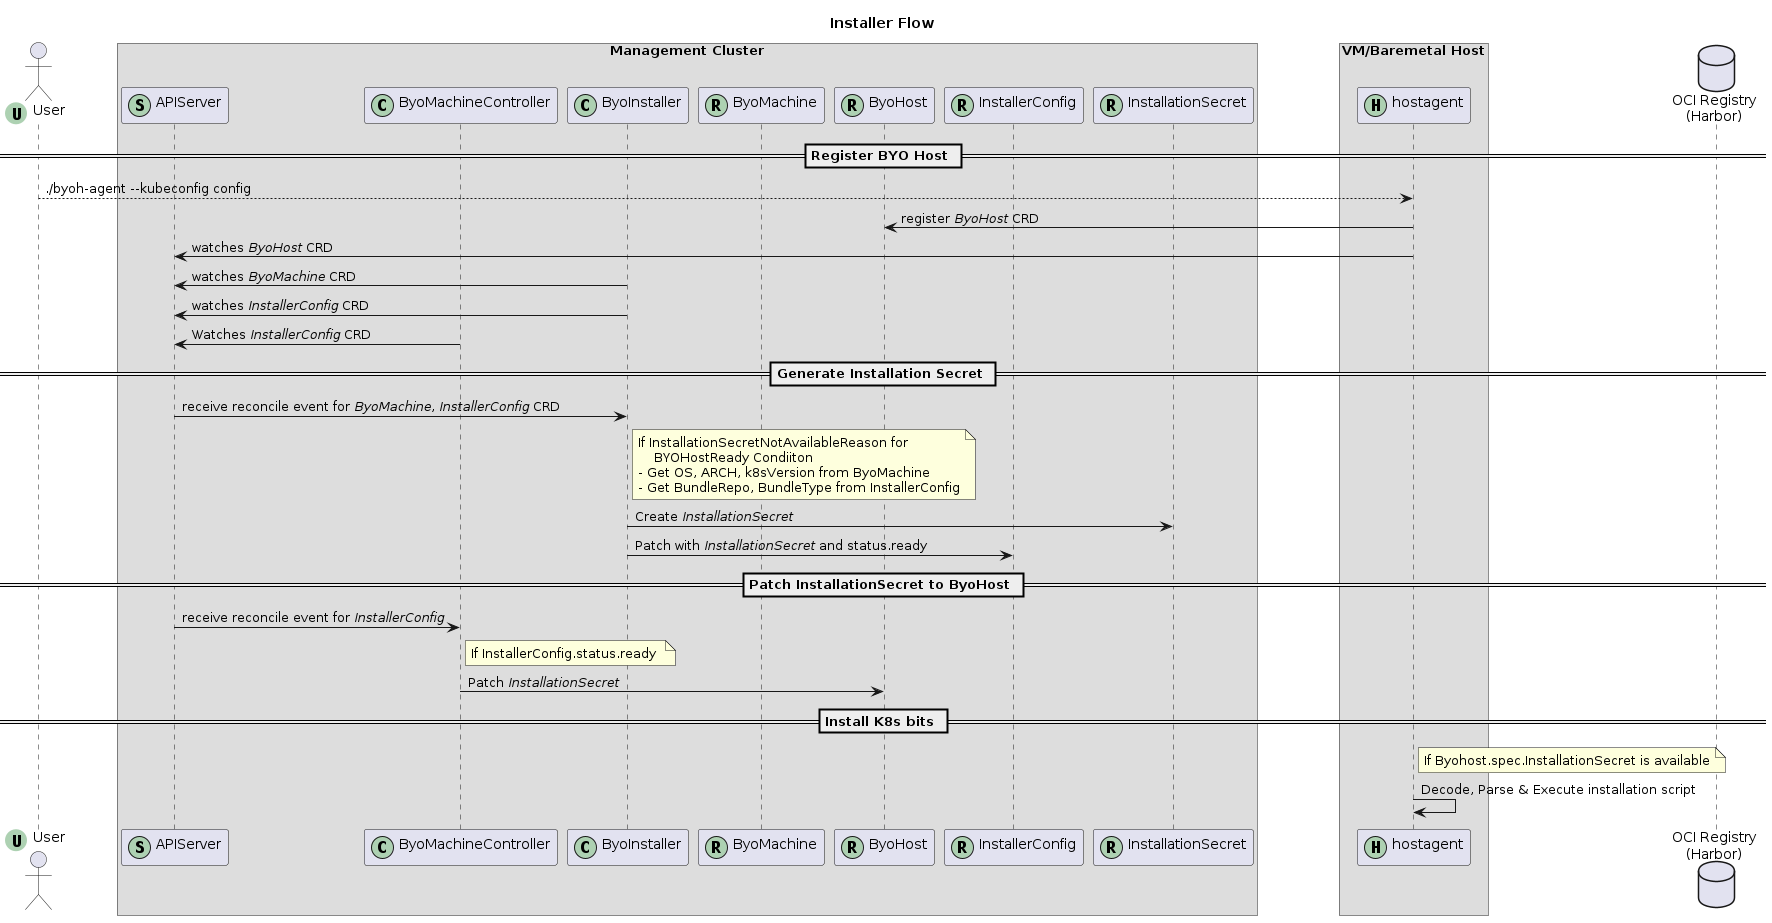 Installer Flow
Management Cluster
VM/Baremetal Host
U User
S APIServer
C ByoMachineController
C ByoInstaller
R ByoMachine
R ByoHost
R InstallerConfig
R InstallationSecret
H hostagent
OCI Registry
(Harbor)
Register BYO Host
./byoh-agent --kubeconfig config
register ByoHost CRD
watches ByoHost CRD
watches ByoMachine CRD
watches InstallerConfig CRD
Watches InstallerConfig CRD
Generate Installation Secret
receive reconcile event for ByoMachine, InstallerConfig CRD
If InstallationSecretNotAvailableReason for
BYOHostReady Condiiton
- Get OS, ARCH, k8sVersion from ByoMachine
- Get BundleRepo, BundleType from InstallerConfig
Create InstallationSecret
Patch with InstallationSecret and status.ready
Patch InstallationSecret to ByoHost
receive reconcile event for InstallerConfig
If InstallerConfig.status.ready
Patch InstallationSecret
Install K8s bits
If Byohost.spec.InstallationSecret is available
Decode, Parse & Execute installation script
U User
S APIServer
C ByoMachineController
C ByoInstaller
R ByoMachine
R ByoHost
R InstallerConfig
R InstallationSecret
H hostagent
OCI Registry
(Harbor)